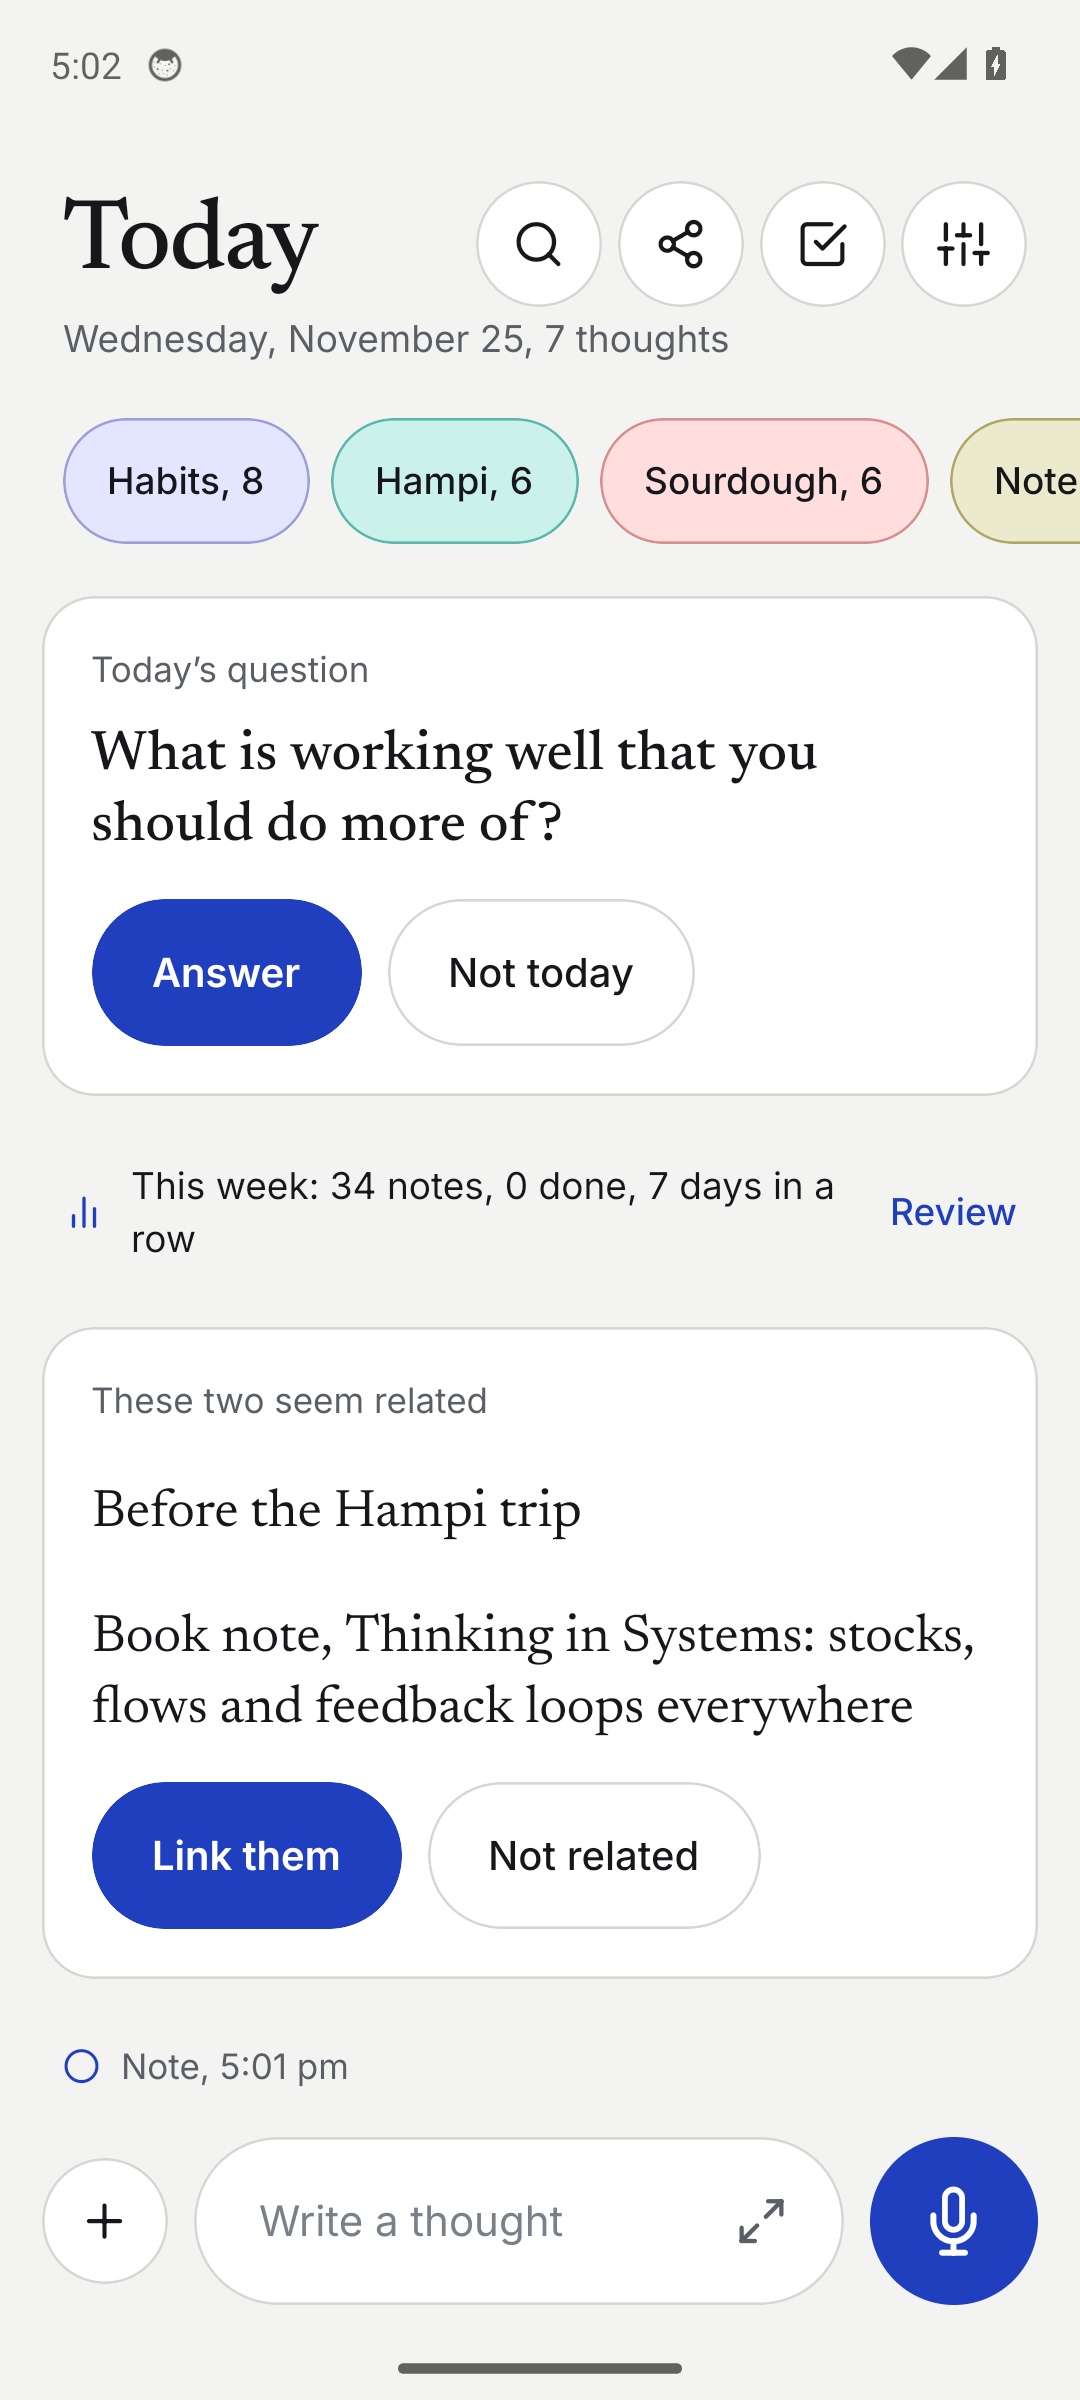 5:02
Today
Wednesday, November 25, 7 thoughts
Habits, 8
Hampi, 6
Sourdough, 6
Note
Today’s question
What is working well that you
should do more of?
Answer
Not today
This week: 34 notes, 0 done, 7 days in a
row
Review
These two seem related
Before the Hampi trip
Book note, Thinking in Systems: stocks,
flows and feedback loops everywhere
Link them
Not related
Note, 5:01 pm
Write a thought